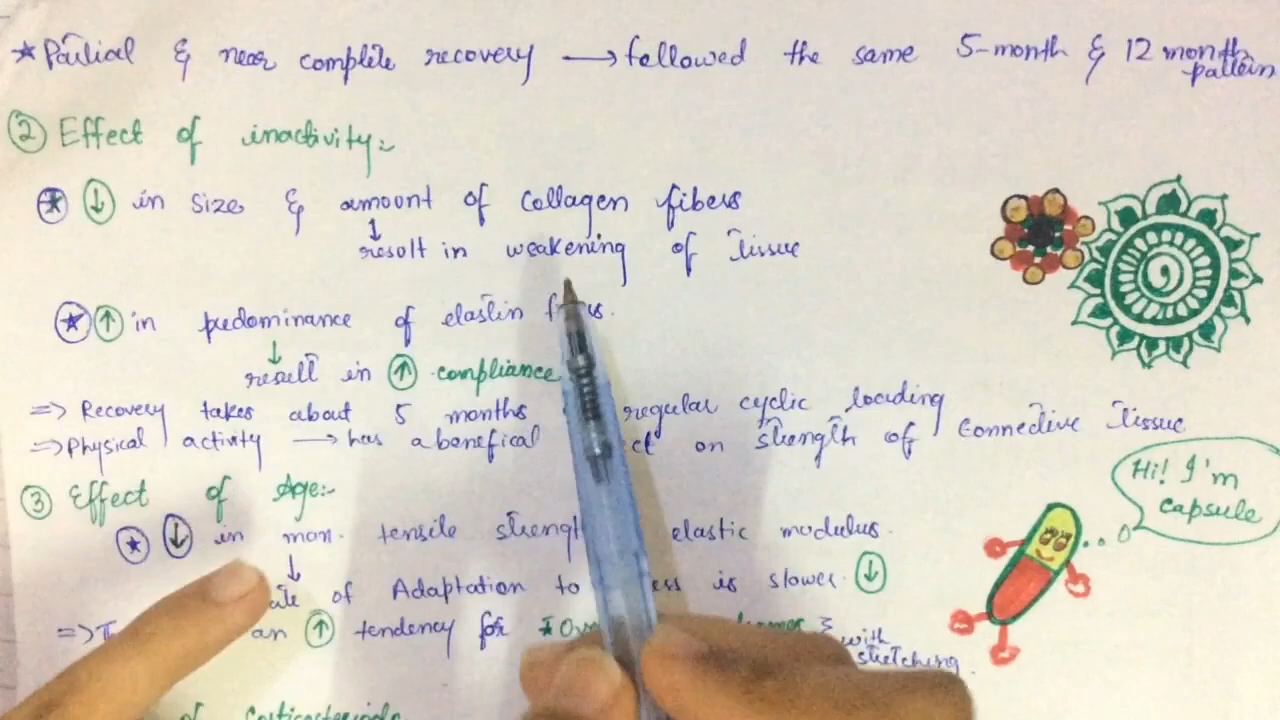 ★ Partial & near complete recovery → followed the same 5-month & 12 month pattern
② Effect of inactivity:-
★ ↓ in size & amount of collagen fibers
↓
result in weakening of tissue
★ ↑ in predominance of elastin
↓
result in ↑ compliance
=> Recovery takes about 5 months regular cyclic loading
=> Physical activity → has a benefical on strength of connective tissue
③ Effect of Age:-
★ ↓ in max. tensile strength elastic modulus.
↓
of Adaptation to is slower ↓
=> an ↑ tendency for ★ & with stretching.
of corticosteriods
Hi! I'm capsule